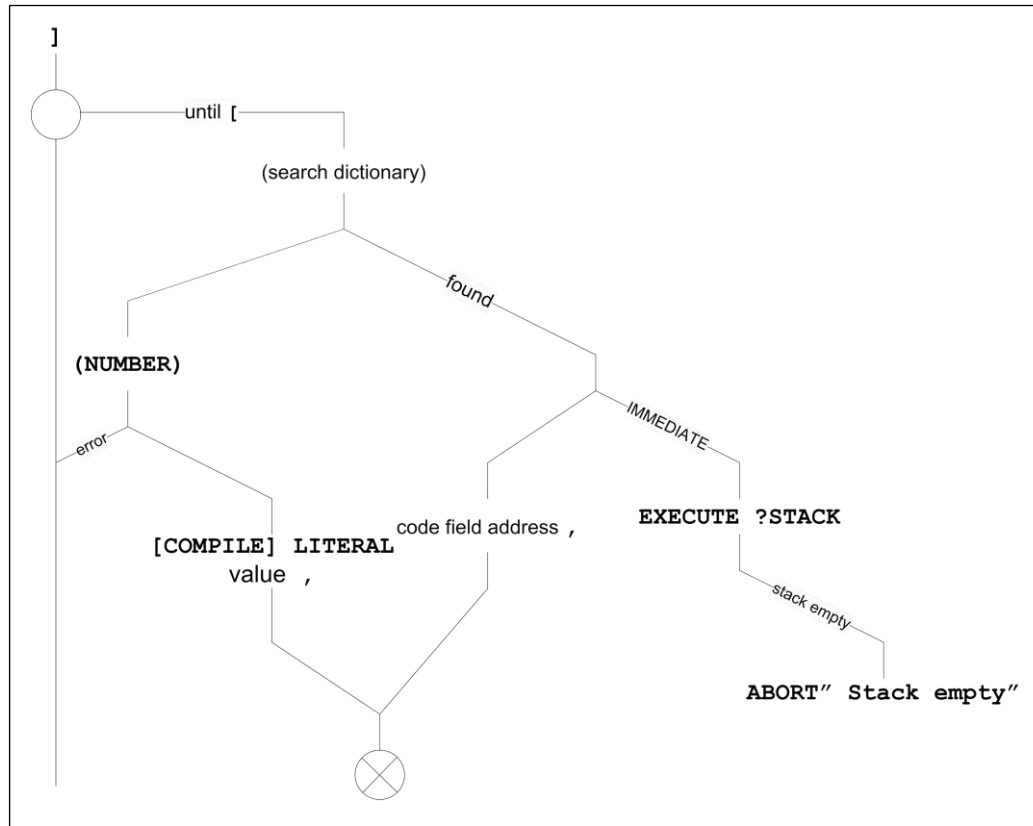 ]
until [
(search dictionary)
found
(NUMBER)
IMMEDIATE
error
EXECUTE ?STACK
code field address ,
[COMPILE] LITERAL
value ,
stack empty
ABORT” Stack empty”